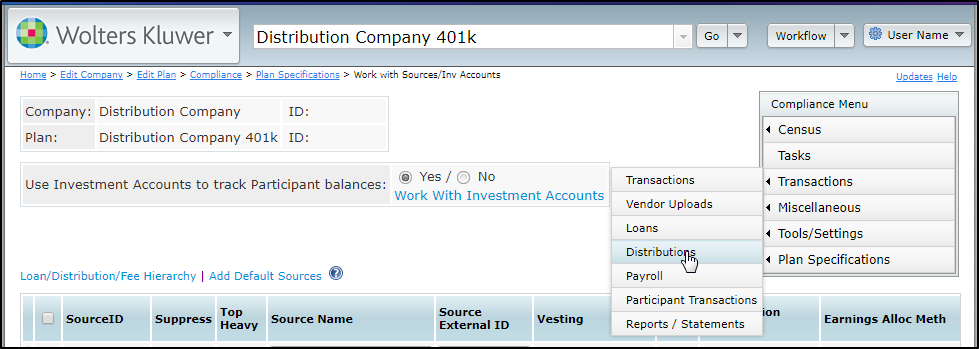 Wolters Kluwer
Distribution Company 401k
Go
Workflow
User Name
Home > Edit Company > Edit Plan > Compliance > Plan Specifications > Work with Sources/Inv Accounts
Updates Help
Company: Distribution Company ID:
Plan: Distribution Company 401k ID:
Use Investment Accounts to track Participant balances: Yes / No
Work With Investment Accounts
Compliance Menu
Census
Tasks
Transactions
Miscellaneous
Tools/Settings
Plan Specifications
Transactions
Vendor Uploads
Loans
Distributions
Payroll
Participant Transactions
Reports / Statements
Loan/Distribution/Fee Hierarchy | Add Default Sources ?
SourceID
Suppress
Top
Heavy
Source Name
Source
External ID
Vesting
ion
Earnings Alloc Meth